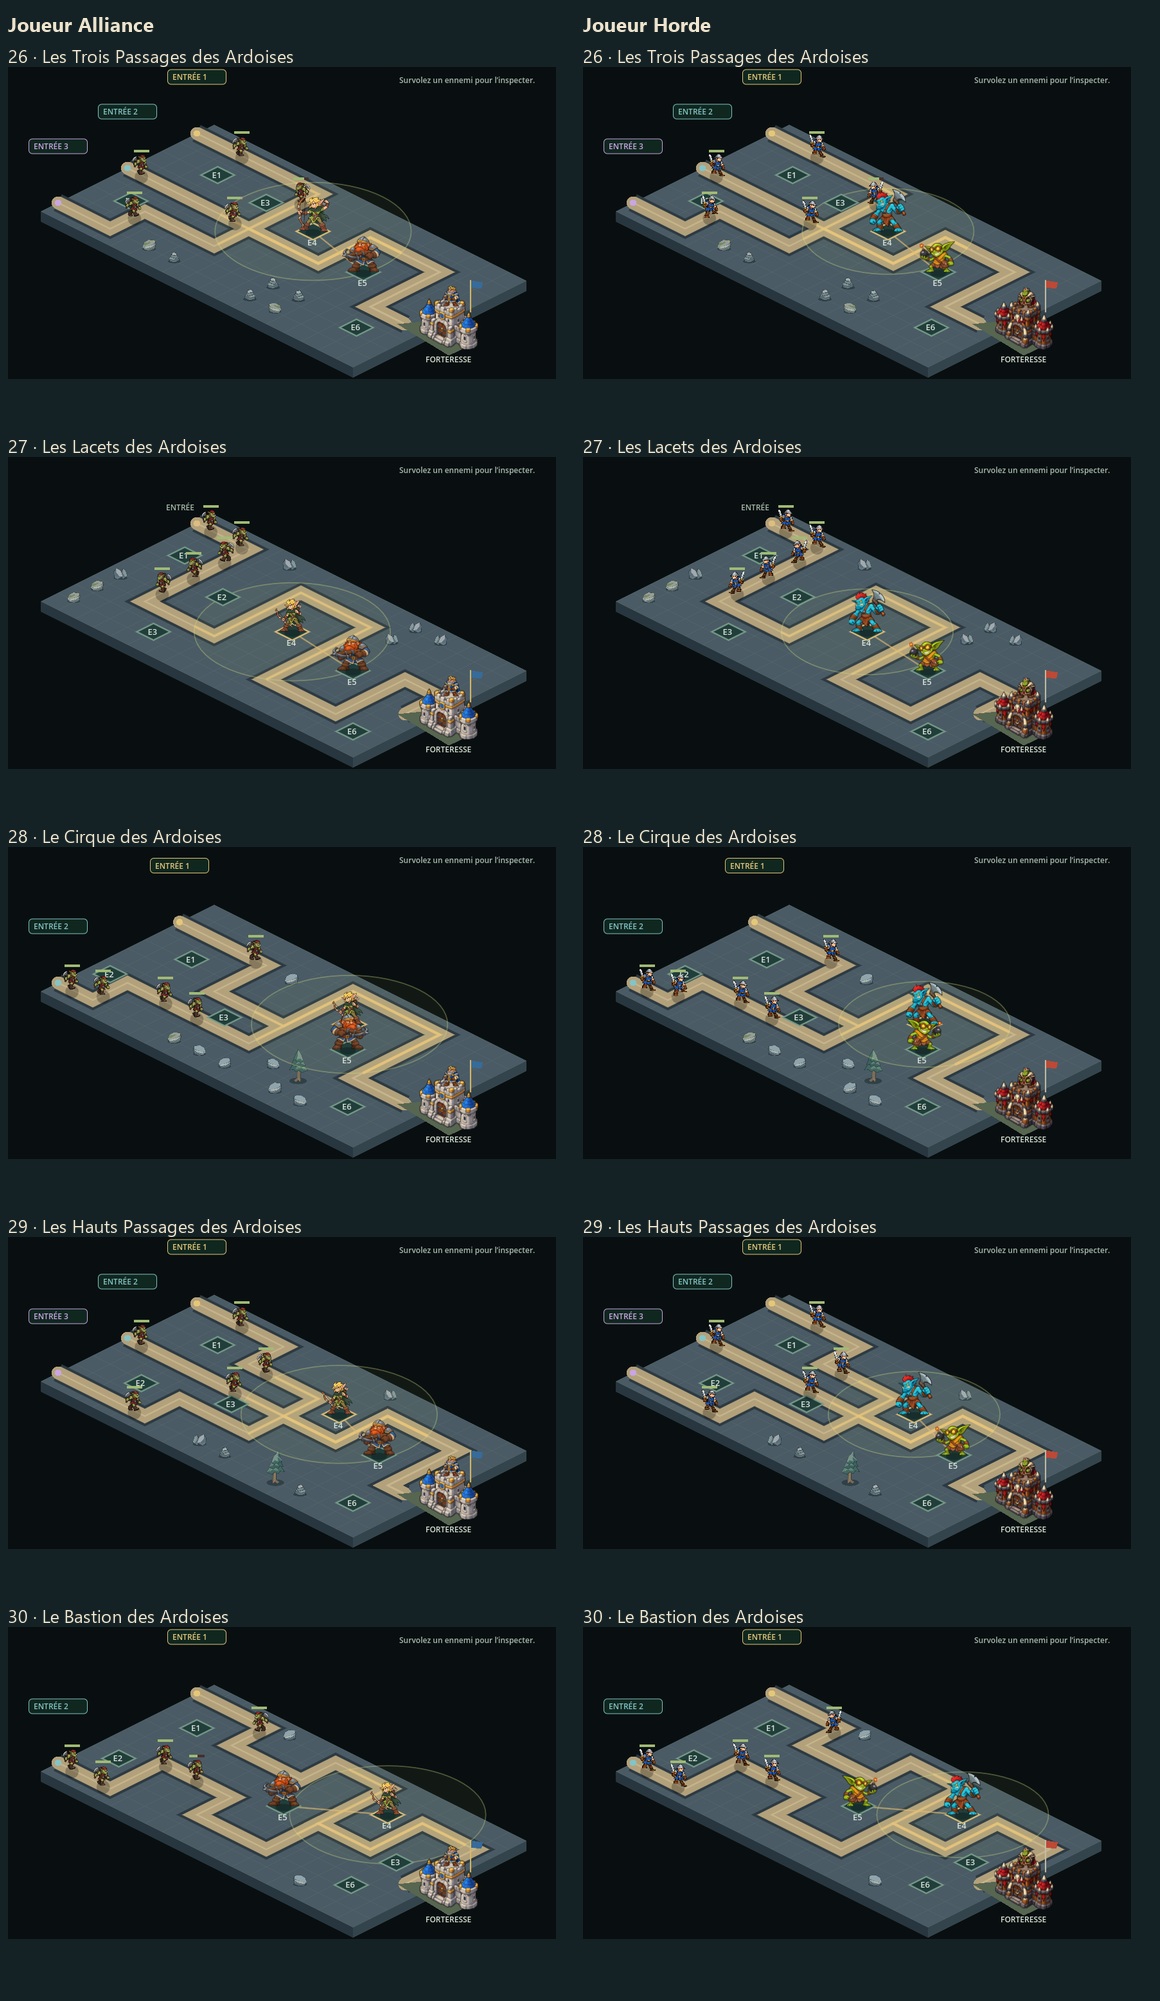 Joueur Alliance
Joueur Horde
26 · Les Trois Passages des Ardoises
26 · Les Trois Passages des Ardoises
ENTRÉE 1
Survolez un ennemi pour l'inspecter.
ENTRÉE 2
ENTRÉE 3
E1
E3
E4
E5
E6
FORTERESSE
ENTRÉE 1
Survolez un ennemi pour l'inspecter.
ENTRÉE 2
ENTRÉE 3
E1
E3
E4
E5
E6
FORTERESSE
27 · Les Lacets des Ardoises
27 · Les Lacets des Ardoises
Survolez un ennemi pour l'inspecter.
ENTRÉE
E1
E2
E3
E4
E5
E6
FORTERESSE
Survolez un ennemi pour l'inspecter.
ENTRÉE
E1
E2
E3
E4
E5
E6
FORTERESSE
28 · Le Cirque des Ardoises
28 · Le Cirque des Ardoises
ENTRÉE 1
Survolez un ennemi pour l'inspecter.
ENTRÉE 2
E1
E2
E3
E5
E6
FORTERESSE
ENTRÉE 1
Survolez un ennemi pour l'inspecter.
ENTRÉE 2
E1
E2
E3
E5
E6
FORTERESSE
29 · Les Hauts Passages des Ardoises
29 · Les Hauts Passages des Ardoises
ENTRÉE 1
Survolez un ennemi pour l'inspecter.
ENTRÉE 2
ENTRÉE 3
E1
E2
E3
E4
E5
E6
FORTERESSE
ENTRÉE 1
Survolez un ennemi pour l'inspecter.
ENTRÉE 2
ENTRÉE 3
E1
E2
E3
E4
E5
E6
FORTERESSE
30 · Le Bastion des Ardoises
30 · Le Bastion des Ardoises
ENTRÉE 1
Survolez un ennemi pour l'inspecter.
ENTRÉE 2
E1
E2
E5
E4
E3
E6
FORTERESSE
ENTRÉE 1
Survolez un ennemi pour l'inspecter.
ENTRÉE 2
E1
E2
E5
E4
E3
E6
FORTERESSE